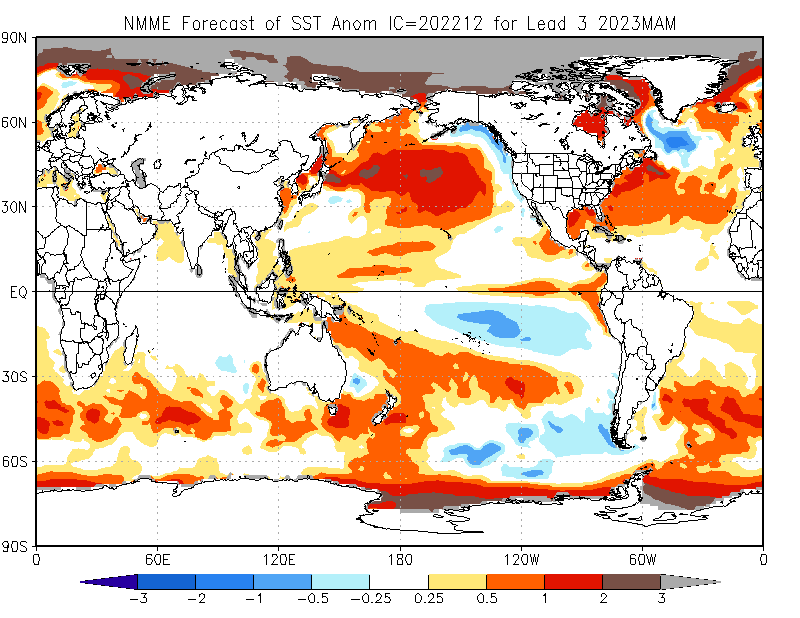 NMME Forecast of SST Anom IC=202212 for Lead 3 2023MAM
90N
60N
30N
EQ
30S
60S
90S
0 60E 120E 180 120W 60W 0
-3 -2 -1 -0.5 -0.25 0.25 0.5 1 2 3